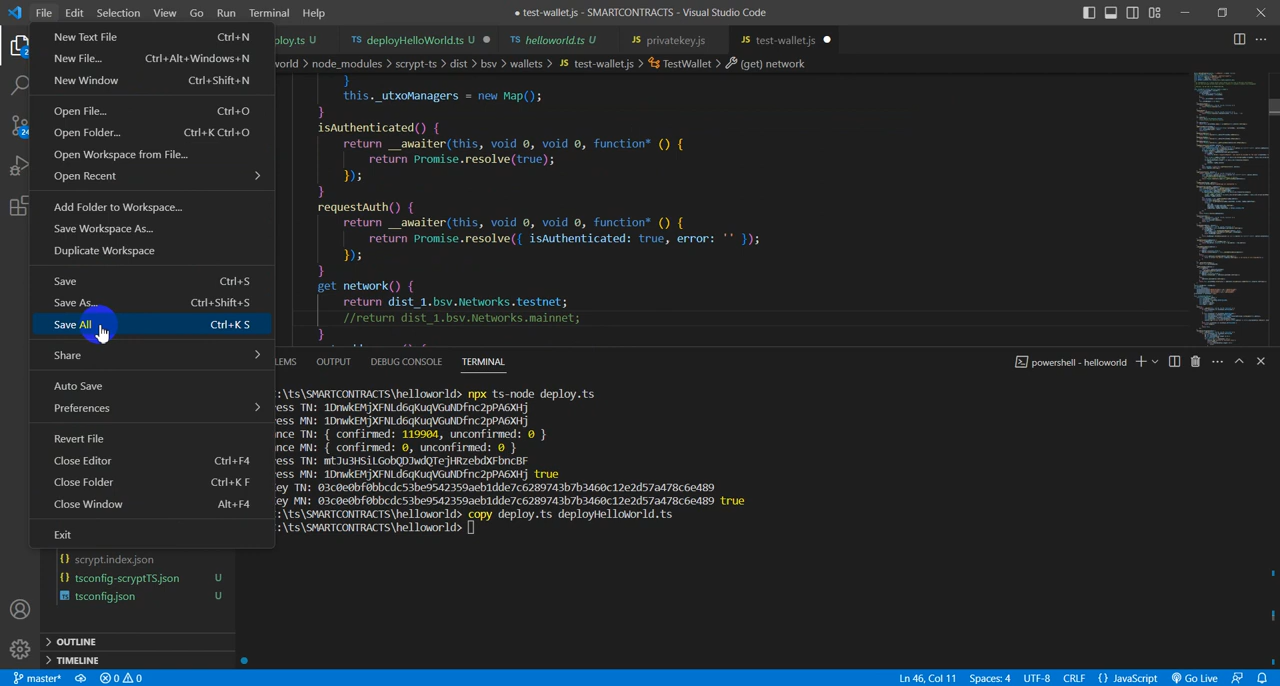 File Edit Selection View Go Run Terminal Help
● test-wallet.js - SMARTCONTRACTS - Visual Studio Code
New Text File Ctrl+N
New File... Ctrl+Alt+Windows+N
New Window Ctrl+Shift+N
Open File... Ctrl+O
Open Folder... Ctrl+K Ctrl+O
Open Workspace from File...
Open Recent
Add Folder to Workspace...
Save Workspace As...
Duplicate Workspace
Save Ctrl+S
Save As... Ctrl+Shift+S
Save All Ctrl+K S
Share
Auto Save
Preferences
Revert File
Close Editor Ctrl+F4
Close Folder Ctrl+K F
Close Window Alt+F4
Exit
{} scrypt.index.json
{} tsconfig-scryptTS.json U
tsconfig.json U
OUTLINE
TIMELINE
loy.ts U TS deployHelloWorld.ts U ● TS helloworld.ts U JS privatekey.js JS test-wallet.js ●
world > node_modules > scrypt-ts > dist > bsv > wallets > JS test-wallet.js > TestWallet > (get) network
}
this._utxoManagers = new Map();
}
isAuthenticated() {
return __awaiter(this, void 0, void 0, function* () {
return Promise.resolve(true);
});
}
requestAuth() {
return __awaiter(this, void 0, void 0, function* () {
return Promise.resolve({ isAuthenticated: true, error: '' });
});
}
get network() {
return dist_1.bsv.Networks.testnet;
//return dist_1.bsv.Networks.mainnet;
}
LEMS OUTPUT DEBUG CONSOLE TERMINAL
powershell - helloworld
:\ts\SMARTCONTRACTS\helloworld> npx ts-node deploy.ts
ess TN: 1DnwkEMjXFNLd6qKuqVGuNDfnc2pPA6XHj
ess MN: 1DnwkEMjXFNLd6qKuqVGuNDfnc2pPA6XHj
nce TN: { confirmed: 119904, unconfirmed: 0 }
nce MN: { confirmed: 0, unconfirmed: 0 }
ess TN: mtJu3HSiLGobQDJwdQTejHRzebdXFbncBF
ess MN: 1DnwkEMjXFNLd6qKuqVGuNDfnc2pPA6XHj true
ey TN: 03c0e0bf0bbcdc53be9542359aeb1dde7c6289743b7b3460c12e2d57a478c6e489
ey MN: 03c0e0bf0bbcdc53be9542359aeb1dde7c6289743b7b3460c12e2d57a478c6e489 true
:\ts\SMARTCONTRACTS\helloworld> copy deploy.ts deployHelloWorld.ts
:\ts\SMARTCONTRACTS\helloworld>
master* 0 0 Ln 46, Col 11 Spaces: 4 UTF-8 CRLF {} JavaScript Go Live